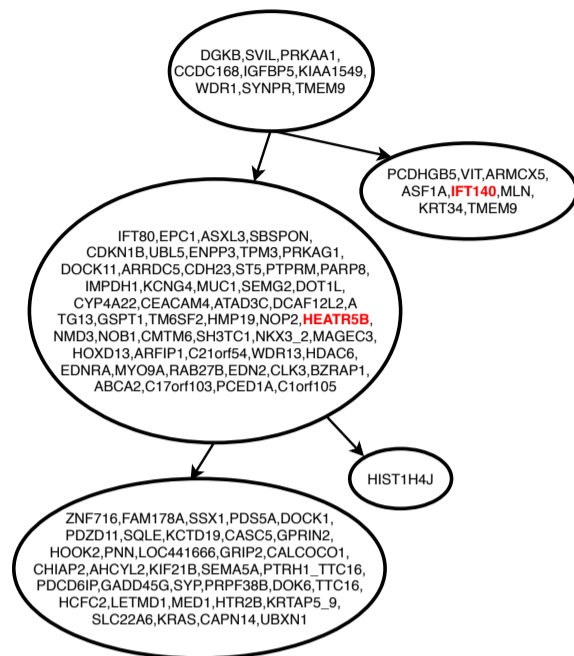 DGKB,SVIL,PRKAA1,
CCDC168,IGFBP5,KIAA1549,
WDR1,SYNPR,TMEM9
PCDHGB5,VIT,ARMCX5,
ASF1A,IFT140,MLN,
KRT34,TMEM9
IFT80,EPC1,ASXL3,SBSPON,
CDKN1B,UBL5,ENPP3,TPM3,PRKAG1,
DOCK11,ARRDC5,CDH23,ST5,PTPRM,PARP8,
IMPDH1,KCNG4,MUC1,SEMG2,DOT1L,
CYP4A22,CEACAM4,ATAD3C,DCAF12L2,A
TG13,GSPT1,TM6SF2,HMP19,NOP2,HEATR5B,
NMD3,NOB1,CMTM6,SH3TC1,NKX3_2,MAGEC3,
HOXD13,ARFIP1,C21orf54,WDR13,HDAC6,
EDNRA,MYO9A,RAB27B,EDN2,CLK3,BZRAP1,
ABCA2,C17orf103,PCED1A,C1orf105
HIST1H4J
ZNF716,FAM178A,SSX1,PDS5A,DOCK1,
PDZD11,SQLE,KCTD19,CASC5,GPRIN2,
HOOK2,PNN,LOC441666,GRIP2,CALCOCO1,
CHIAP2,AHCYL2,KIF21B,SEMA5A,PTRH1_TTC16,
PDCD6IP,GADD45G,SYP,PRPF38B,DOK6,TTC16,
HCFC2,LETMD1,MED1,HTR2B,KRTAP5_9,
SLC22A6,KRAS,CAPN14,UBXN1